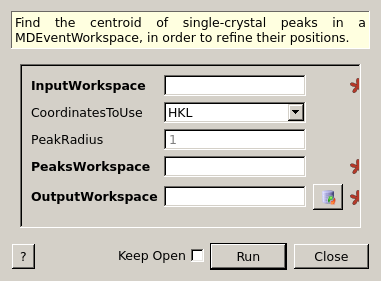 Find the centroid of single-crystal peaks in a
MDEventWorkspace, in order to refine their positions.
InputWorkspace
CoordinatesToUse HKL
PeakRadius 1
PeaksWorkspace
OutputWorkspace
? Keep Open Run Close